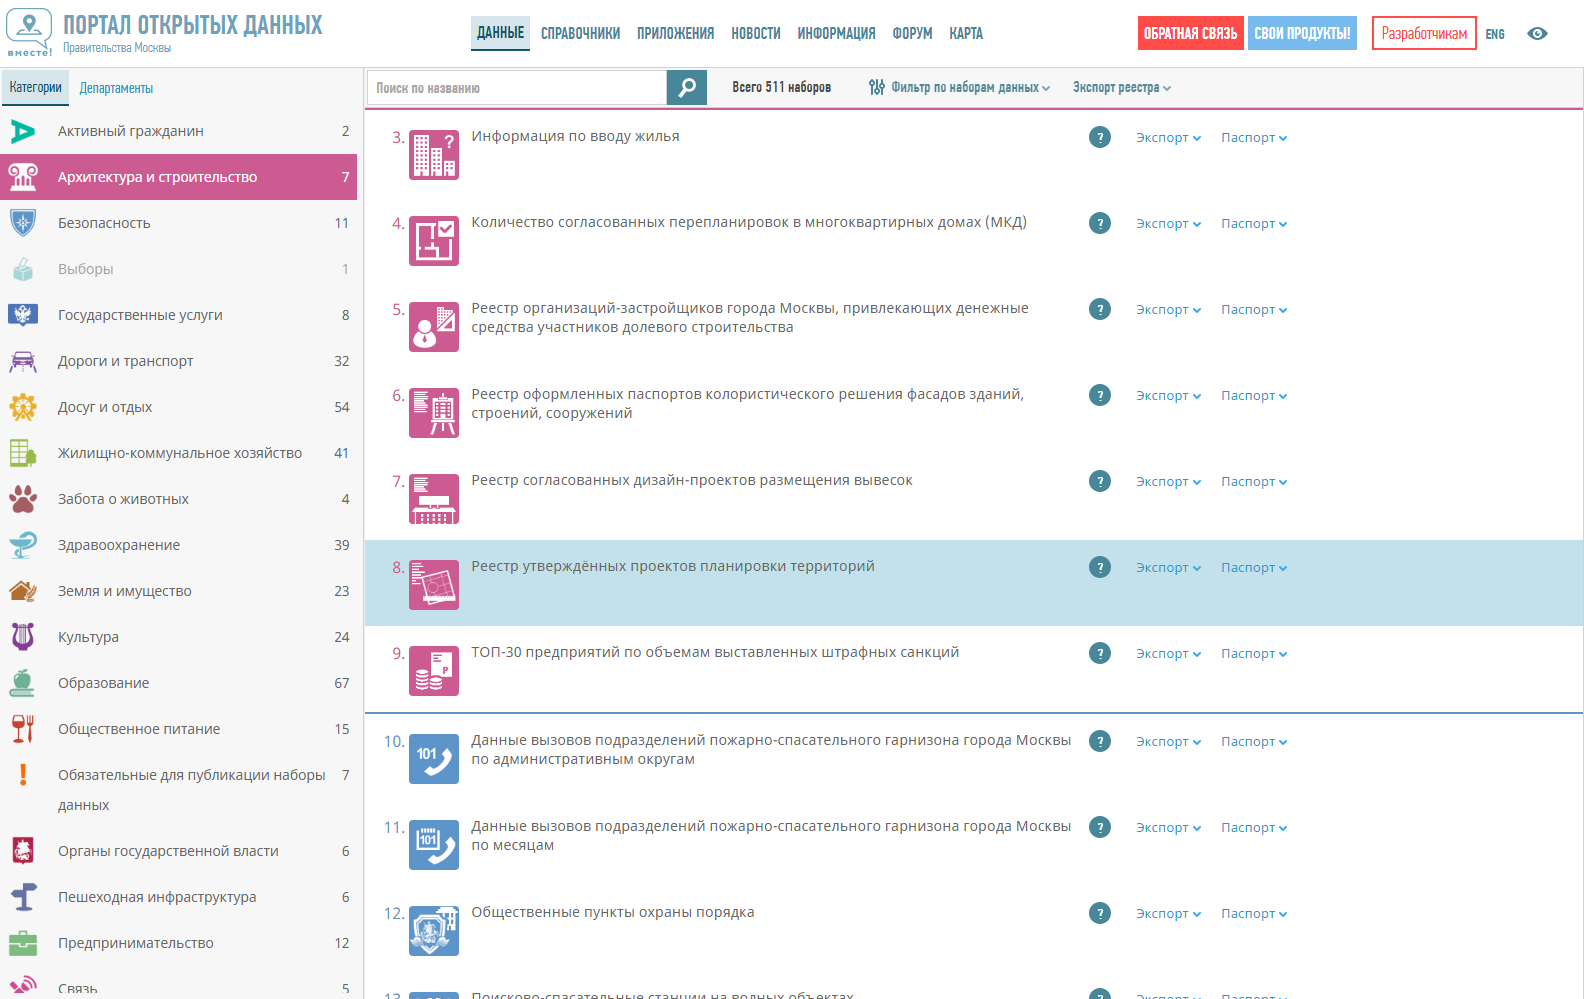 ПОРТАЛ ОТКРЫТЫХ ДАННЫХ
Правительства Москвы
вместе!
ДАННЫЕ СПРАВОЧНИКИ ПРИЛОЖЕНИЯ НОВОСТИ ИНФОРМАЦИЯ ФОРУМ КАРТА
ОБРАТНАЯ СВЯЗЬ СВОИ ПРОДУКТЫ! Разработчикам ENG
Категории Департаменты
Активный гражданин 2
Архитектура и строительство 7
Безопасность 11
Выборы 1
Государственные услуги 8
Дороги и транспорт 32
Досуг и отдых 54
Жилищно-коммунальное хозяйство 41
Забота о животных 4
Здравоохранение 39
Земля и имущество 23
Культура 24
Образование 67
Общественное питание 15
Обязательные для публикации наборы 7
данных
Органы государственной власти 6
Пешеходная инфраструктура 6
Предпринимательство 12
Связь 5
Поиск по названию Всего 511 наборов Фильтр по наборам данных Экспорт реестра
3. Информация по вводу жилья ? Экспорт Паспорт
4. Количество согласованных перепланировок в многоквартирных домах (МКД) ? Экспорт Паспорт
5. Реестр организаций-застройщиков города Москвы, привлекающих денежные ? Экспорт Паспорт
средства участников долевого строительства
6. Реестр оформленных паспортов колористического решения фасадов зданий, ? Экспорт Паспорт
строений, сооружений
7. Реестр согласованных дизайн-проектов размещения вывесок ? Экспорт Паспорт
8. Реестр утверждённых проектов планировки территорий ? Экспорт Паспорт
9. ТОП-30 предприятий по объемам выставленных штрафных санкций ? Экспорт Паспорт
10. 101 Данные вызовов подразделений пожарно-спасательного гарнизона города Москвы ? Экспорт Паспорт
по административным округам
11. 101 Данные вызовов подразделений пожарно-спасательного гарнизона города Москвы ? Экспорт Паспорт
по месяцам
12. Общественные пункты охраны порядка ? Экспорт Паспорт
13. Поисково-спасательные станции на водных объектах ? Экспорт Паспорт